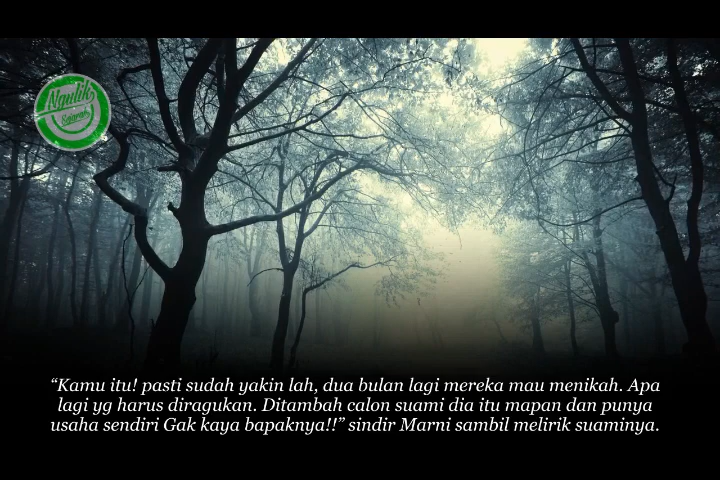 Ngulik
Sejarah
“Kamu itu! pasti sudah yakin lah, dua bulan lagi mereka mau menikah. Apa
lagi yg harus diragukan. Ditambah calon suami dia itu mapan dan punya
usaha sendiri Gak kaya bapaknya!!” sindir Marni sambil melirik suaminya.